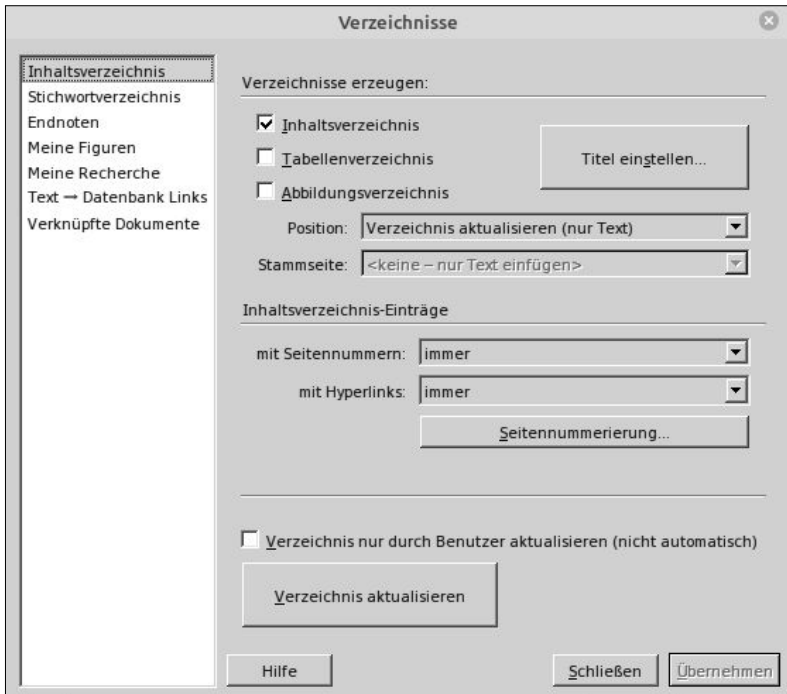 Verzeichnisse
Inhaltsverzeichnis
Stichwortverzeichnis
Endnoten
Meine Figuren
Meine Recherche
Text → Datenbank Links
Verknüpfte Dokumente
Verzeichnisse erzeugen:
Inhaltsverzeichnis
Tabellenverzeichnis
Abbildungsverzeichnis
Titel einstellen...
Position: Verzeichnis aktualisieren (nur Text)
Stammseite: <keine – nur Text einfügen>
Inhaltsverzeichnis-Einträge
mit Seitennummern: immer
mit Hyperlinks: immer
Seitennummerierung...
Verzeichnis nur durch Benutzer aktualisieren (nicht automatisch)
Verzeichnis aktualisieren
Hilfe Schließen Übernehmen